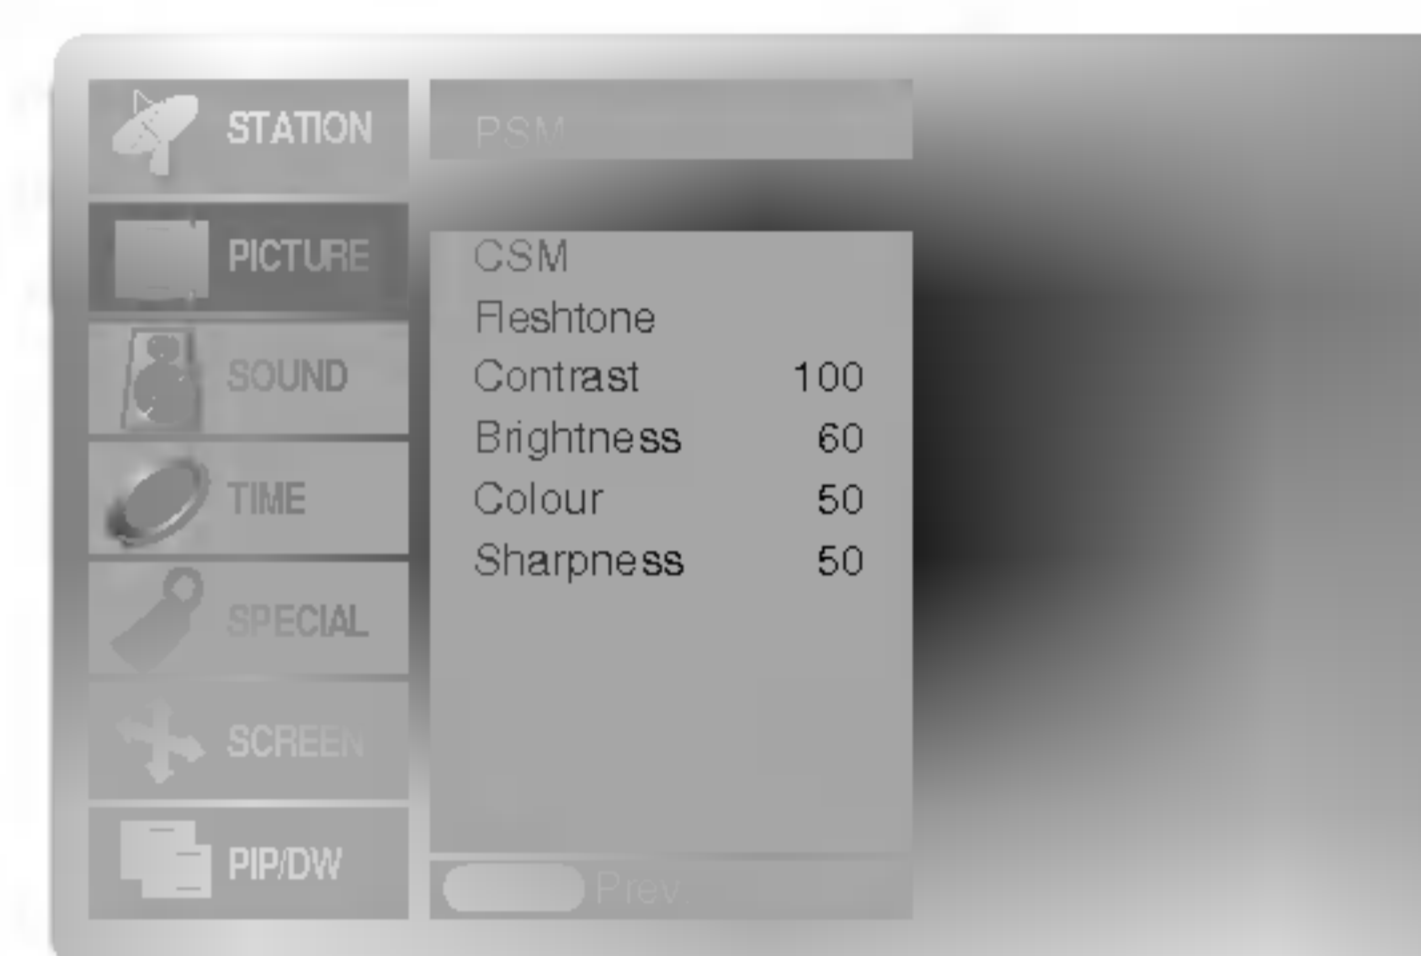 STATION
PICTURE
SOUND
TIME
SPECIAL
SCREEN
PIP/DW
PSM
CSM
Fleshtone
Contrast 100
Brightness 60
Colour 50
Sharpness 50
Prev.